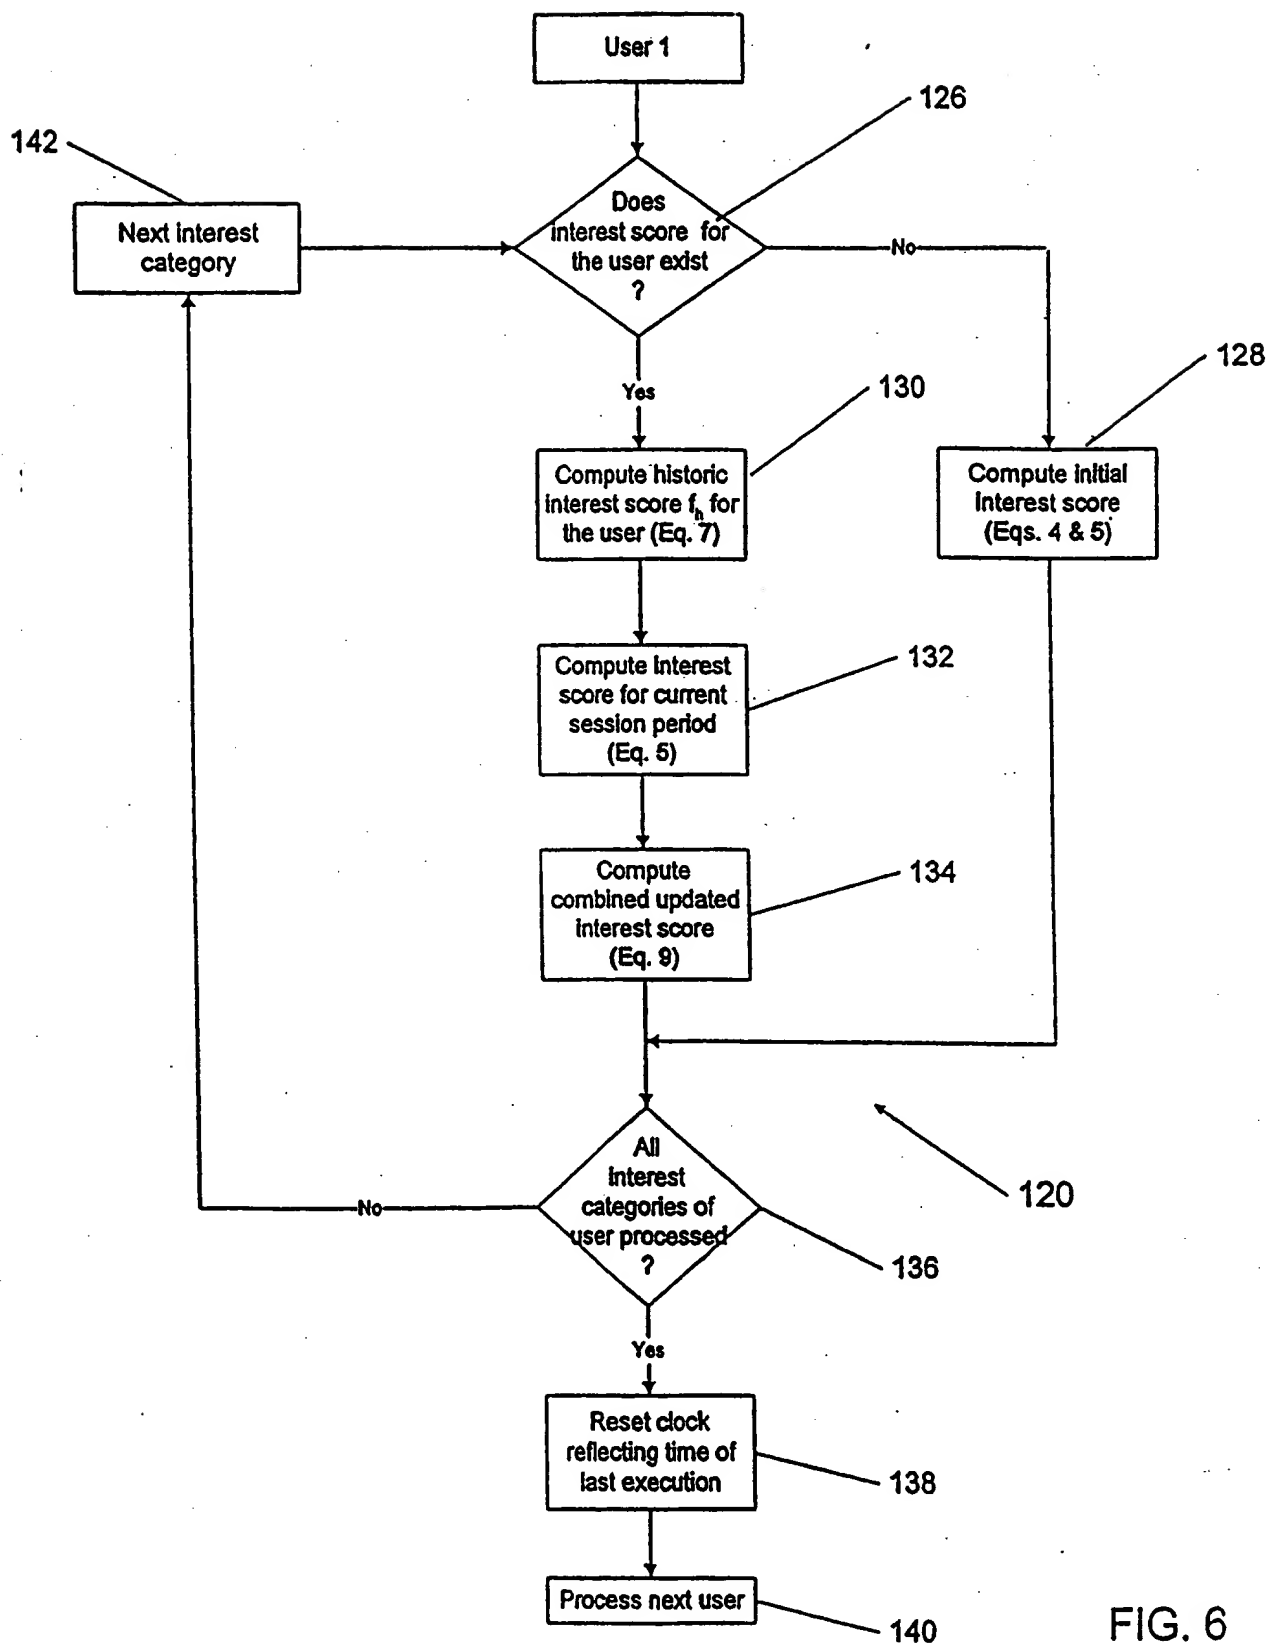 User 1
126
142
Does
interest score for
the user exist
?
Next interest
category
No
128
Yes
130
Compute historic
interest score fh for
the user (Eq. 7)
Compute initial
interest score
(Eqs. 4 & 5)
132
Compute interest
score for current
session period
(Eq. 5)
134
Compute
combined updated
interest score
(Eq. 9)
All
interest
categories of
user processed
?
120
No
136
Yes
Reset clock
reflecting time of
last execution
138
Process next user
140
FIG. 6